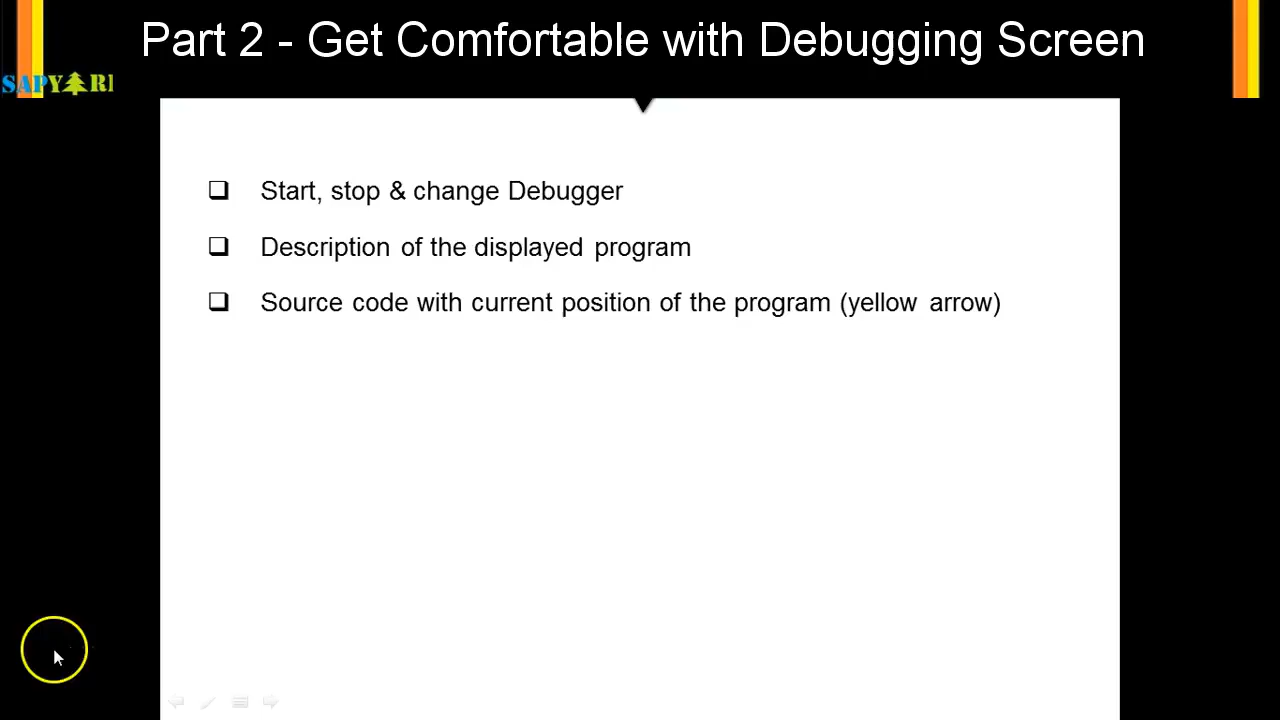 Part 2 - Get Comfortable with Debugging Screen
SAPYARI
Start, stop & change Debugger
Description of the displayed program
Source code with current position of the program (yellow arrow)